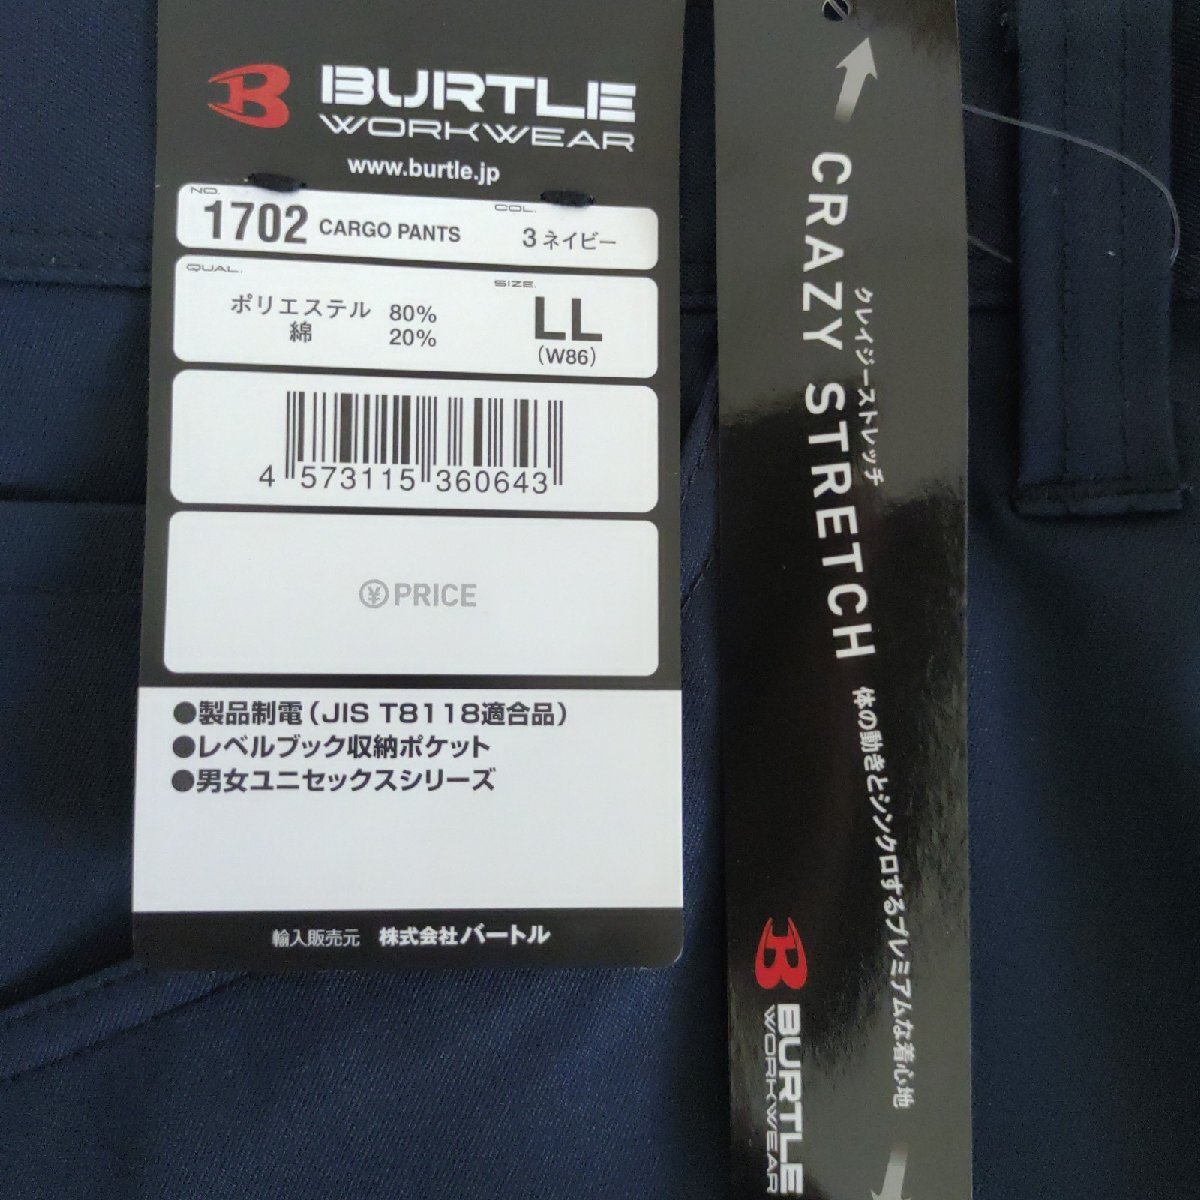 BURTLE
WORKWEAR
www.burtle.jp
NO.
1702 CARGO PANTS
COL.
3 ネイビー
QUAL.
ポリエステル 80%
綿 20%
SIZE.
LL
(W86)
4 573115 360643
¥ PRICE
●製品制電(JIS T8118適合品)
●レベルブック収納ポケット
●男女ユニセックスシリーズ
輸入販売元 株式会社バートル
クレイジーストレッチ
CRAZY STRETCH
体の動きとシンクロするプレミアムな着心地
BURTLE
WORKWEAR